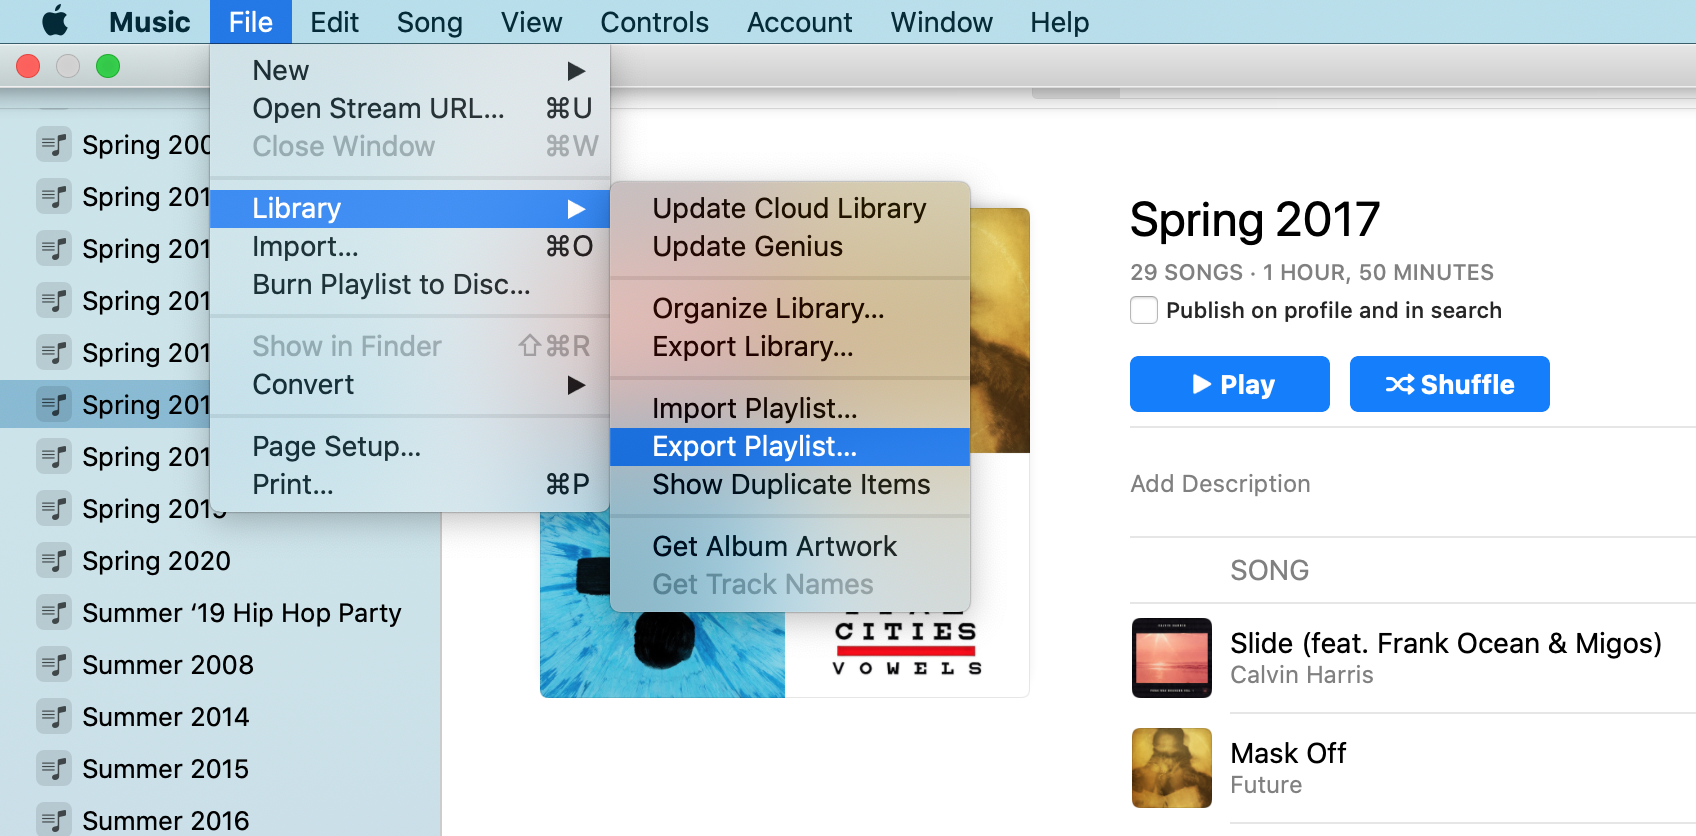 Music File Edit Song View Controls Account Window Help
New
Open Stream URL... ⌘U
Close Window ⌘W
Library
Import... ⌘O
Burn Playlist to Disc...
Show in Finder ⇧⌘R
Convert
Page Setup...
Print... ⌘P
Update Cloud Library
Update Genius
Organize Library...
Export Library...
Import Playlist...
Export Playlist...
Show Duplicate Items
Get Album Artwork
Get Track Names
Spring 200
Spring 201
Spring 201
Spring 201
Spring 201
Spring 201
Spring 201
Spring 2019
Spring 2020
Summer ‘19 Hip Hop Party
Summer 2008
Summer 2014
Summer 2015
Summer 2016
CITIES
VOWELS
Spring 2017
29 SONGS · 1 HOUR, 50 MINUTES
Publish on profile and in search
Play Shuffle
Add Description
SONG
Slide (feat. Frank Ocean & Migos)
Calvin Harris
Mask Off
Future